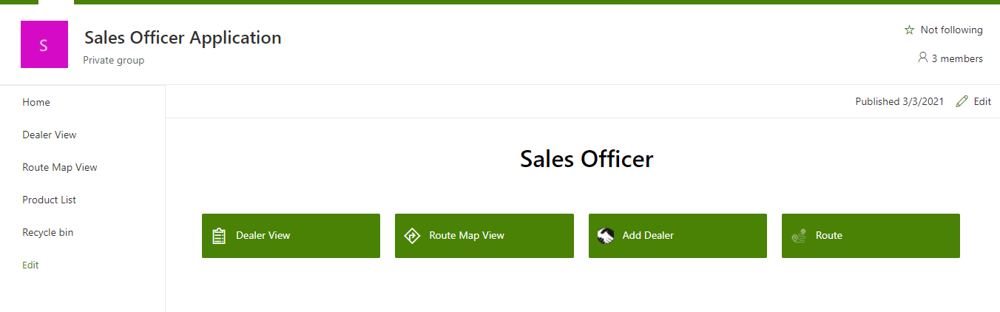 S
Sales Officer Application
Private group
Not following
3 members
Home
Dealer View
Route Map View
Product List
Recycle bin
Edit
Published 3/3/2021 Edit
Sales Officer
Dealer View Route Map View Add Dealer Route